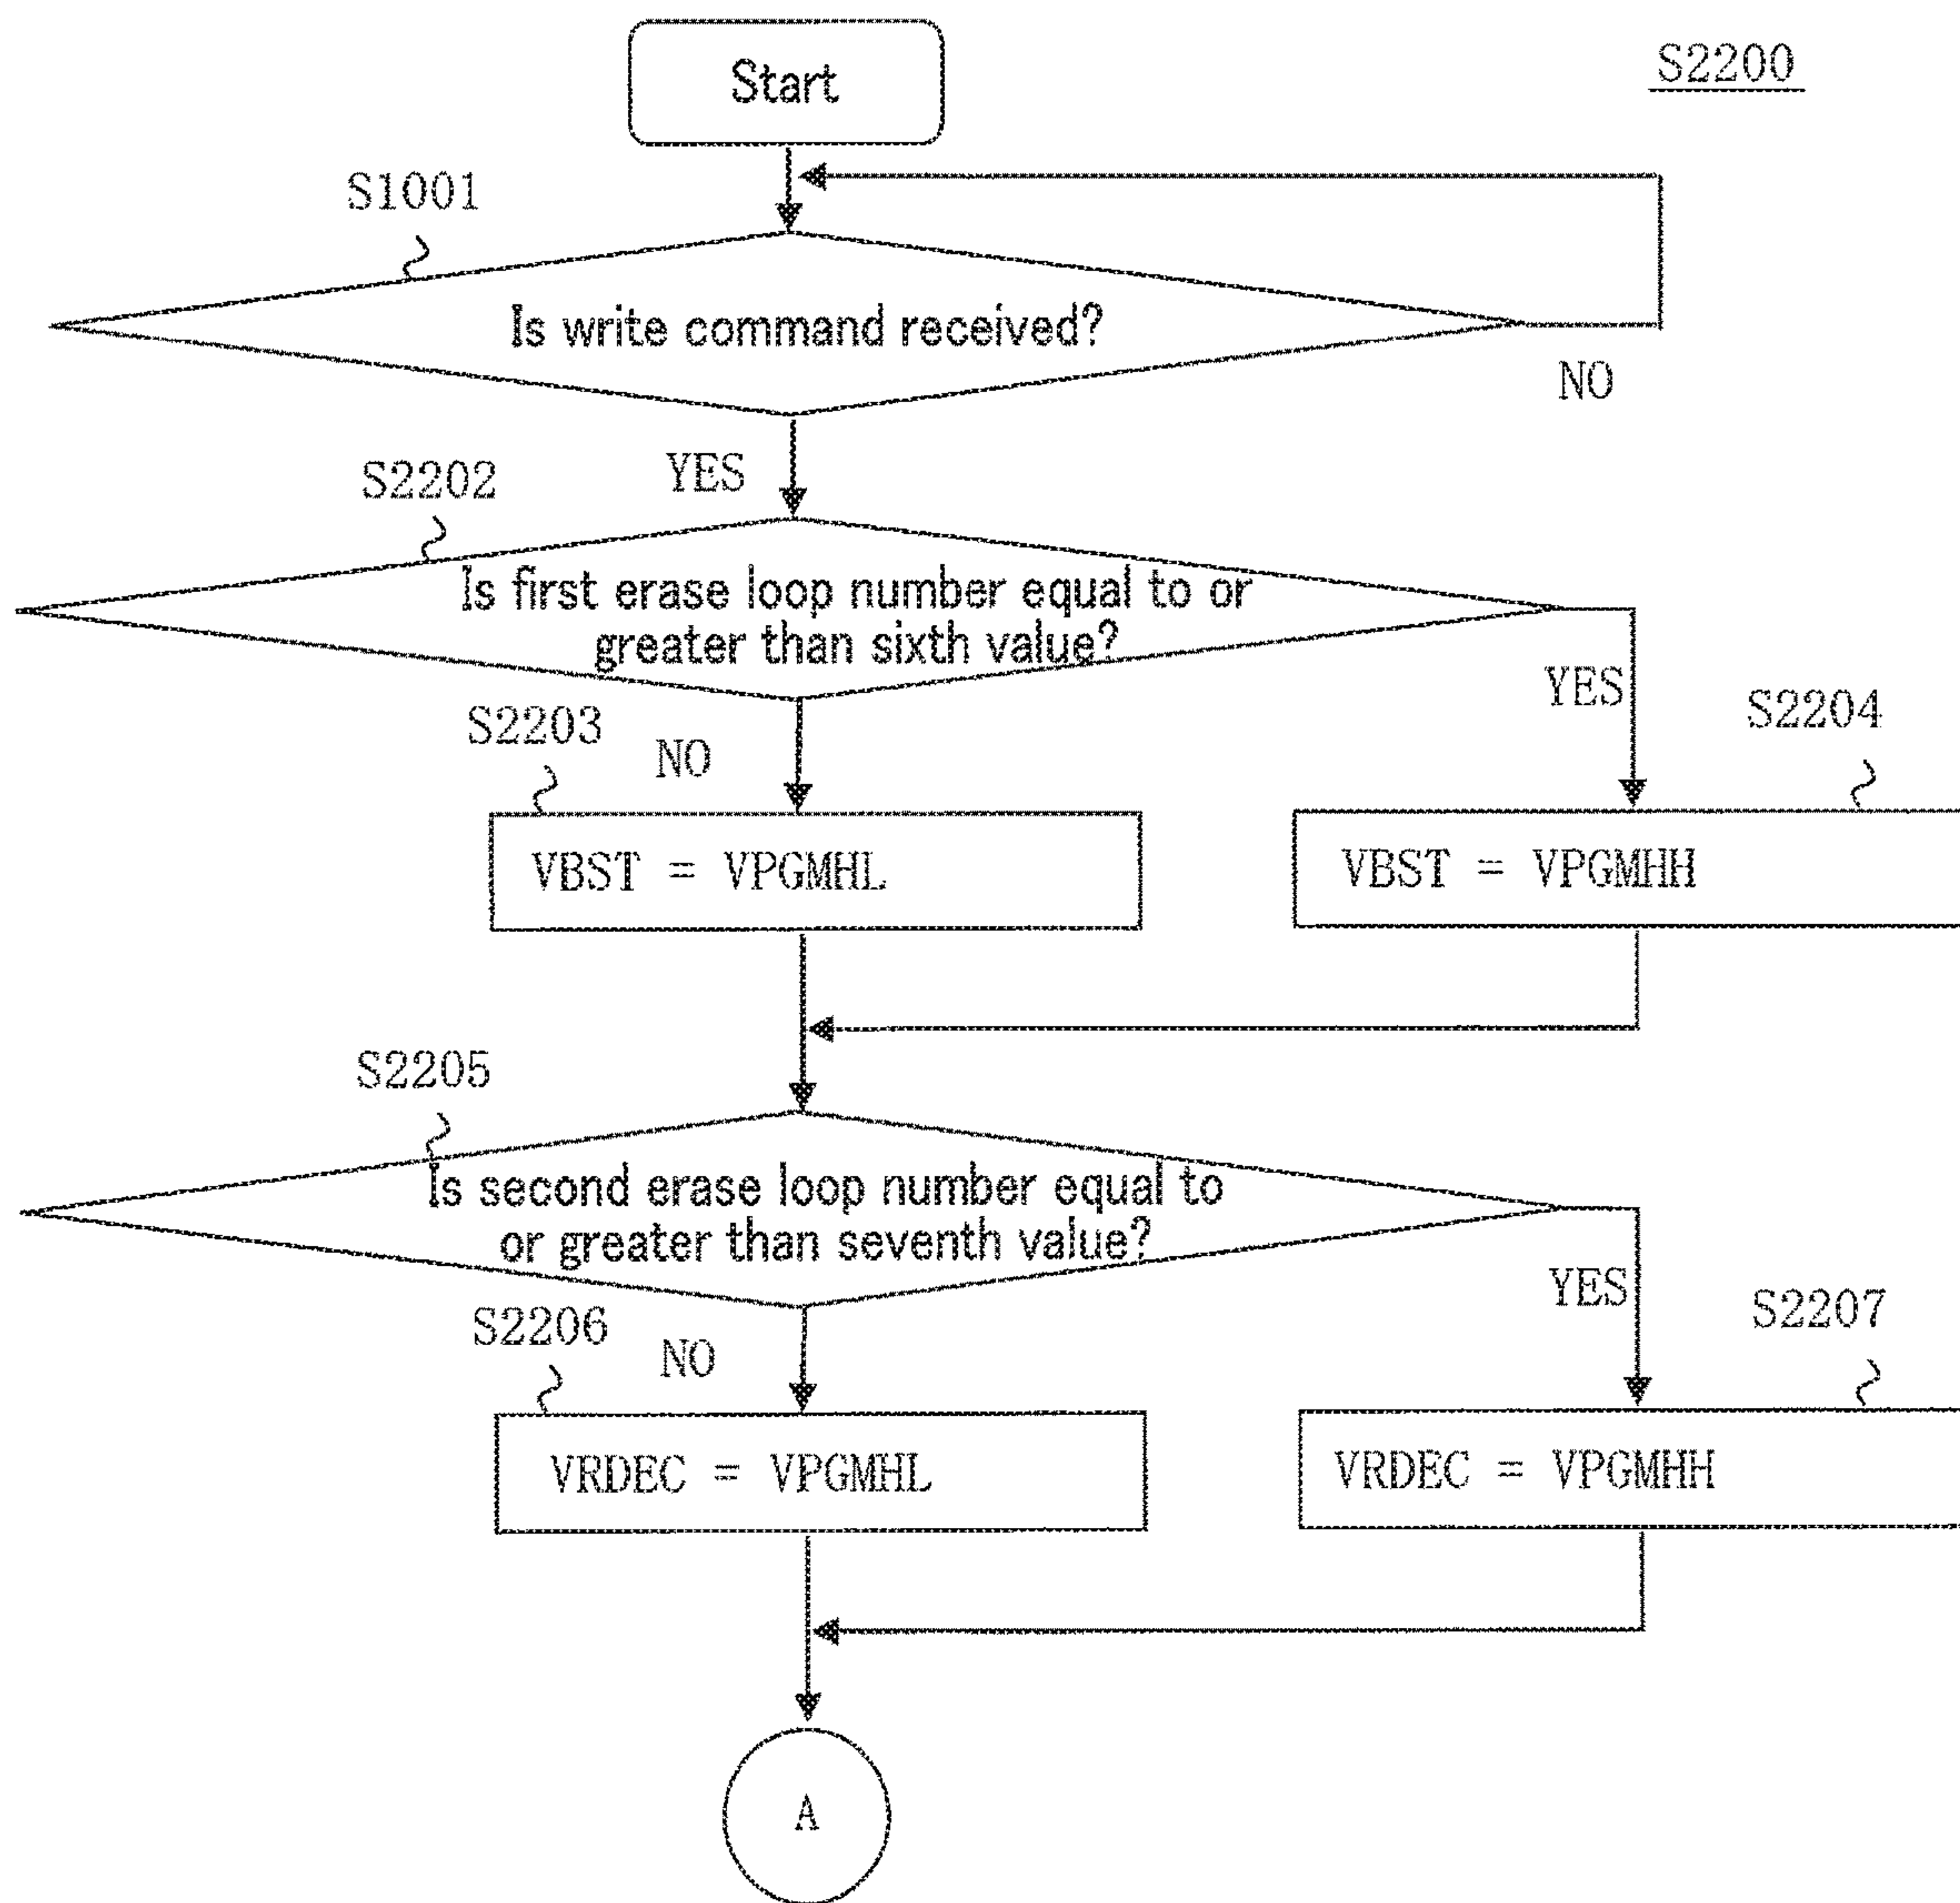 Start
S2200
S1001
Is write command received?
NO
YES
S2202
Is first erase loop number equal to or
greater than sixth value?
YES
S2203
NO
S2204
VBST = VPGMHL
VBST = VPGMHH
S2205
Is second erase loop number equal to
or greater than seventh value?
YES
S2206
NO
S2207
VRDEC = VPGMHL
VRDEC = VPGMHH
A